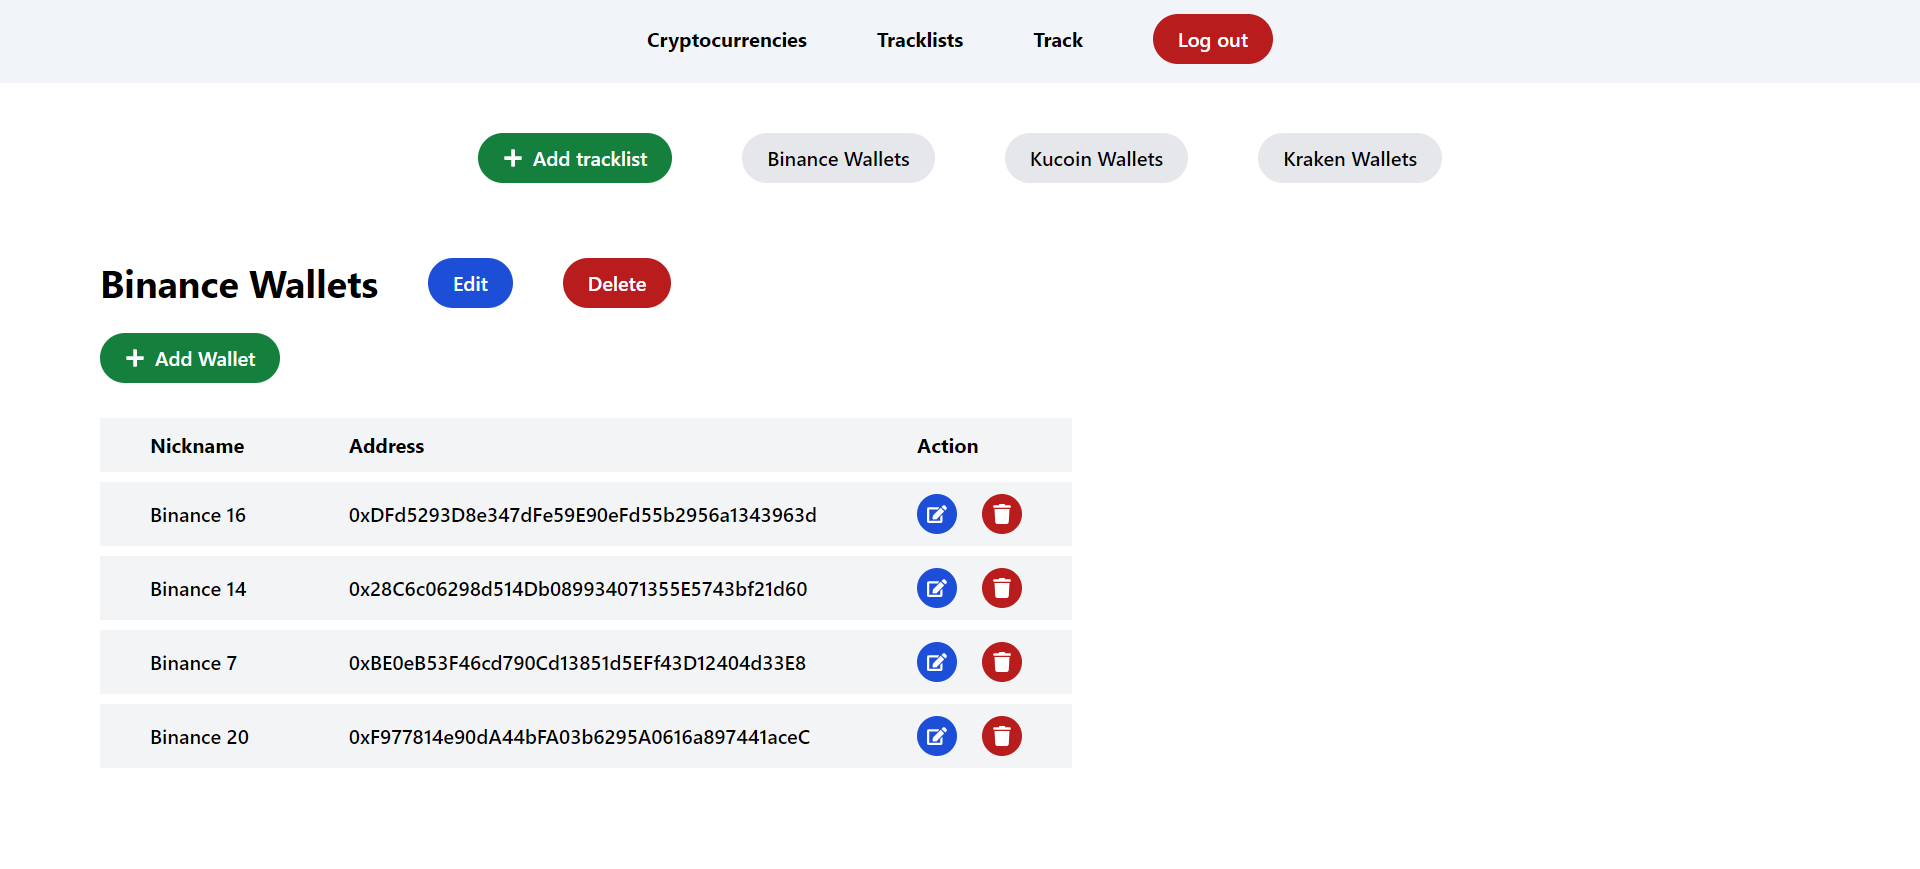 Cryptocurrencies Tracklists Track Log out
Add tracklist Binance Wallets Kucoin Wallets Kraken Wallets
Binance Wallets Edit Delete
Add Wallet
Nickname Address Action
Binance 16 0xDFd5293D8e347dFe59E90eFd55b2956a1343963d
Binance 14 0x28C6c06298d514Db089934071355E5743bf21d60
Binance 7 0xBE0eB53F46cd790Cd13851d5EFf43D12404d33E8
Binance 20 0xF977814e90dA44bFA03b6295A0616a897441aceC